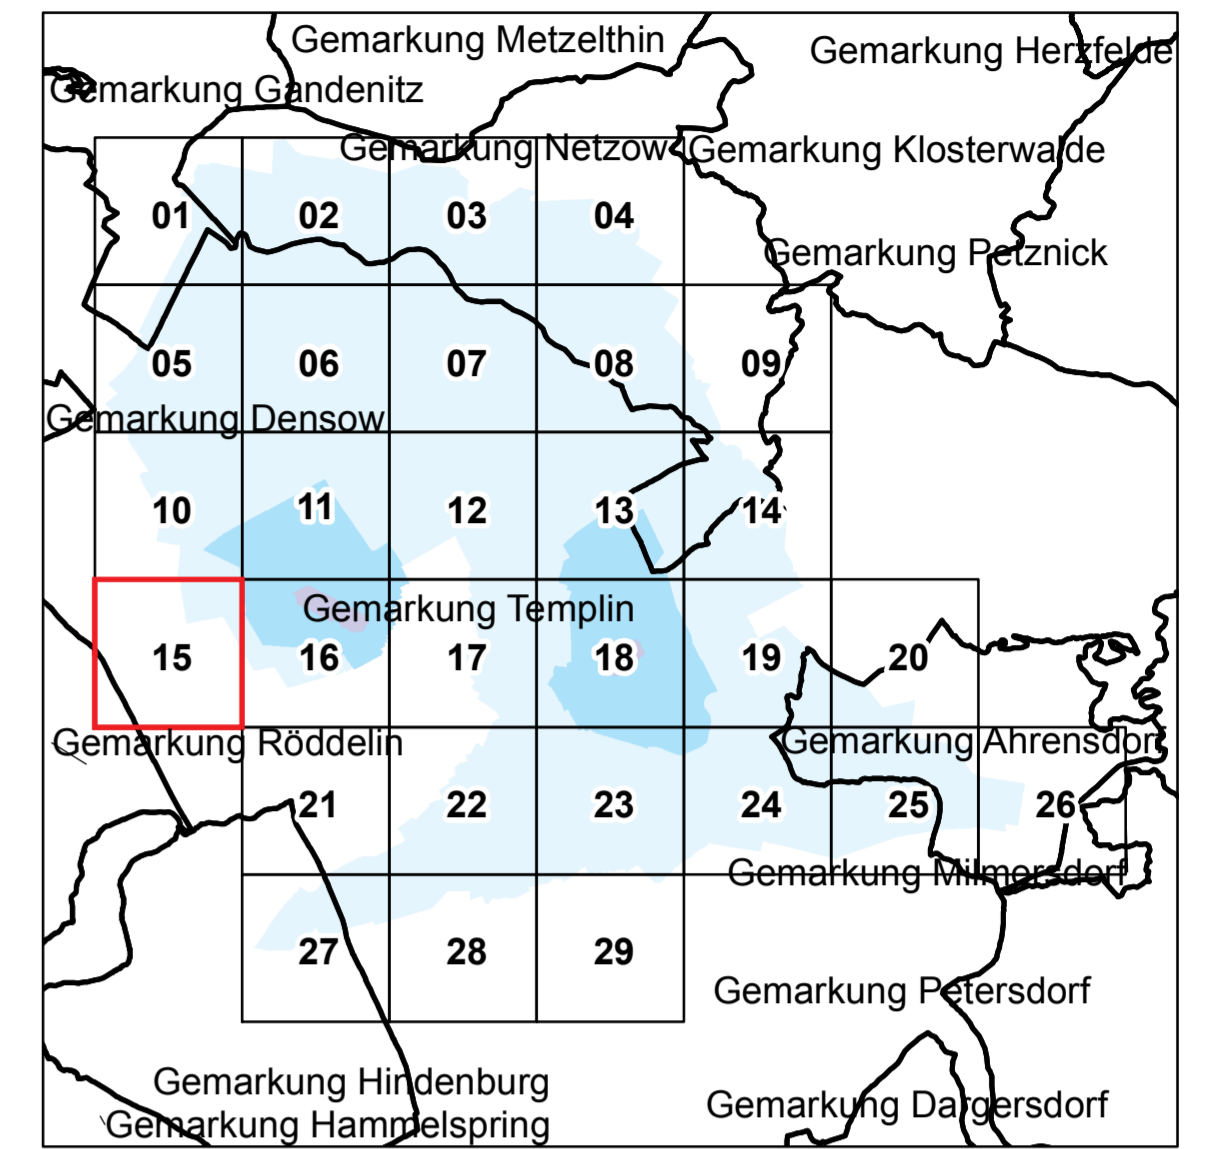 Gemarkung Metzelthin
Gemarkung Herzfelde
Gemarkung Gandenitz
Gemarkung Netzow
Gemarkung Klosterwalde
01 02 03 04
Gemarkung Petznick
05 06 07 08 09
Gemarkung Densow
10 11 12 13 14
Gemarkung Templin
15 16 17 18 19 20
Gemarkung Röddelin
Gemarkung Ahrensdorf
21 22 23 24 25 26
Gemarkung Milmersdorf
27 28 29
Gemarkung Petersdorf
Gemarkung Hindenburg
Gemarkung Dargersdorf
Gemarkung Hammelspring